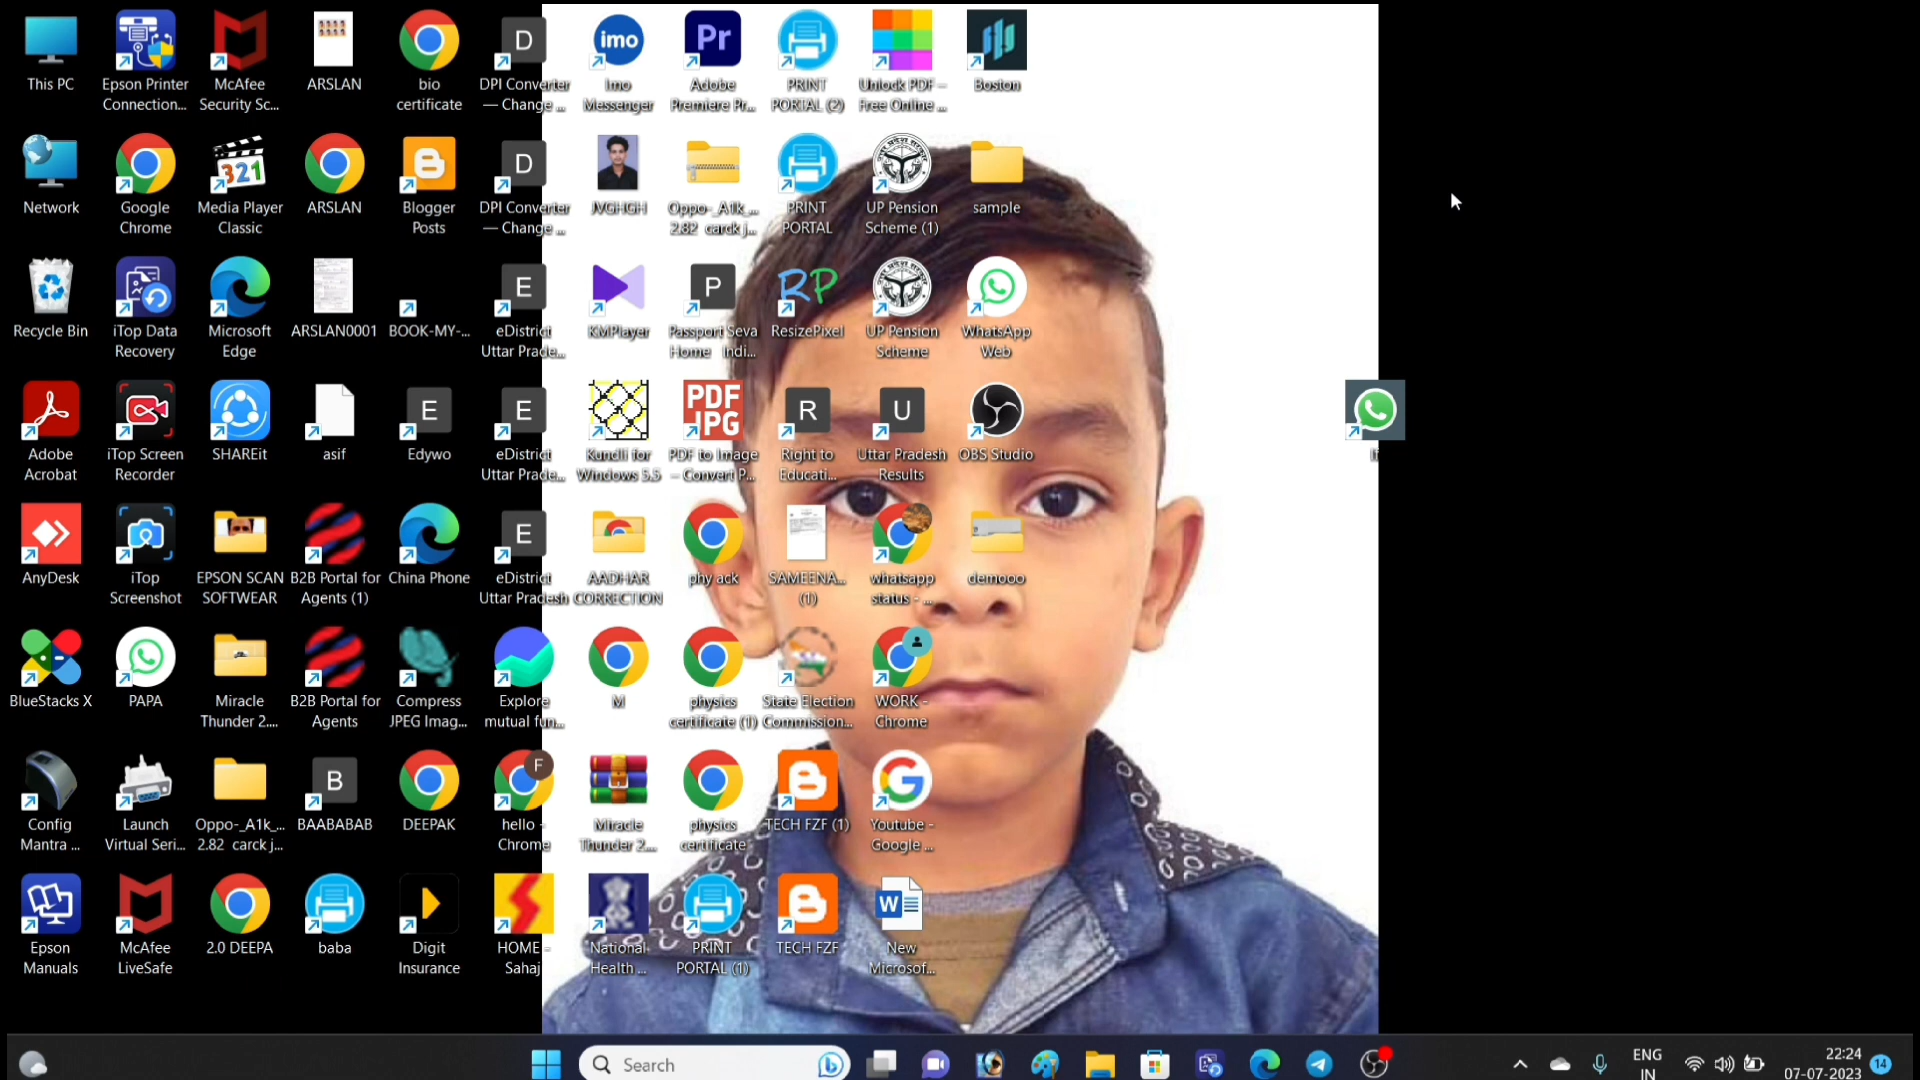 This PC
Epson Printer
Connection...
McAfee
Security Sc...
ARSLAN
bio
certificate
D
DPI Converter
— Change ...
imo
Imo
Messenger
Pr
Adobe
Premiere Pr...
PRINT
PORTAL (2)
Unlock PDF –
Free Online ...
Boston
Network
Google
Chrome
321
Media Player
Classic
ARSLAN
Blogger
Posts
D
DPI Converter
— Change ...
JVGHGH
Oppo-_A1k_...
2.82 carck j...
PRINT
PORTAL
UP Pension
Scheme (1)
sample
Recycle Bin
iTop Data
Recovery
Microsoft
Edge
ARSLAN0001
BOOK-MY-...
E
eDistrict
Uttar Prade...
KMPlayer
P
Passport Seva
Home Indi...
RP
ResizePixel
UP Pension
Scheme
WhatsApp
Web
Adobe
Acrobat
iTop Screen
Recorder
SHAREit
asif
E
Edywo
E
eDistrict
Uttar Prade...
Kundli for
Windows 5.5
PDF
JPG
PDF to Image
– Convert P...
R
Right to
Educati...
U
Uttar Pradesh
Results
OBS Studio
AnyDesk
iTop
Screenshot
EPSON SCAN
SOFTWEAR
B2B Portal for
Agents (1)
China Phone
E
eDistrict
Uttar Pradesh
AADHAR
CORRECTION
phy ack
SAMEENA...
(1)
whatsapp
status - ...
demooo
BlueStacks X
PAPA
Miracle
Thunder 2....
B2B Portal for
Agents
Compress
JPEG Imag...
Explore
mutual fun...
M
physics
certificate (1)
State Election
Commission...
WORK -
Chrome
Config
Mantra ...
Launch
Virtual Seri...
Oppo-_A1k_...
2.82 carck j...
B
BAABABAB
DEEPAK
F
hello -
Chrome
Miracle
Thunder 2....
physics
certificate
TECH FZF (1)
Youtube -
Google ...
Epson
Manuals
McAfee
LiveSafe
2.0 DEEPA
baba
Digit
Insurance
HOME -
Sahaj
National
Health ...
PRINT
PORTAL (1)
TECH FZF
W
New
Microsof...
Search
ENG
IN
22:24
07-07-2023
14